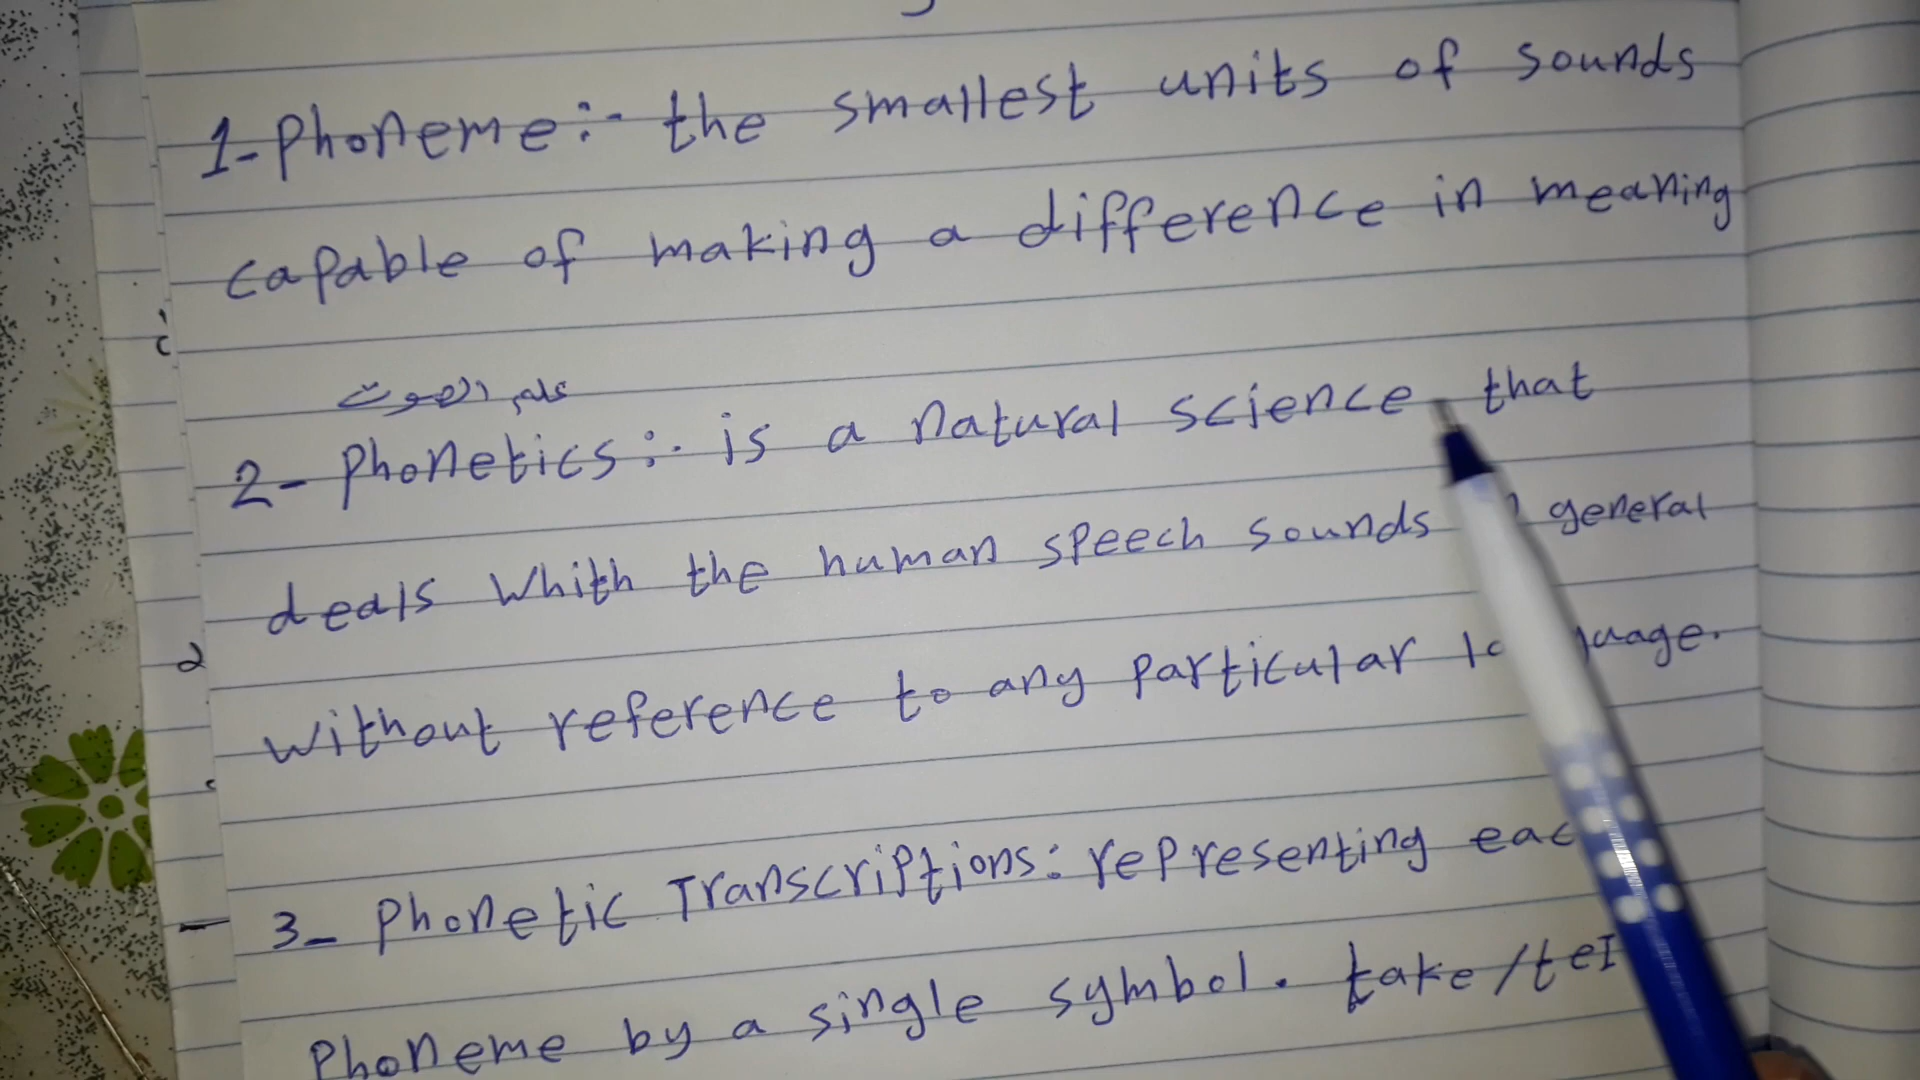 1- Phoneme:- the smallest units of sounds
capable of making a difference in meaning
علم الصوت
2- Phonetics:- is a natural science that
deals Whith the human speech sounds general
without reference to any particular
3- Phonetic Transcriptions: representing
Phoneme by a single symbol. take /teI